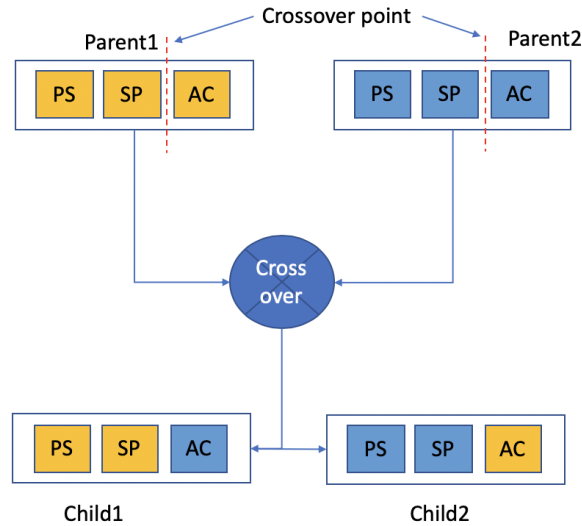 Crossover point
Parent1
Parent2
PS SP AC
PS SP AC
Cross
over
PS SP AC
PS SP AC
Child1
Child2